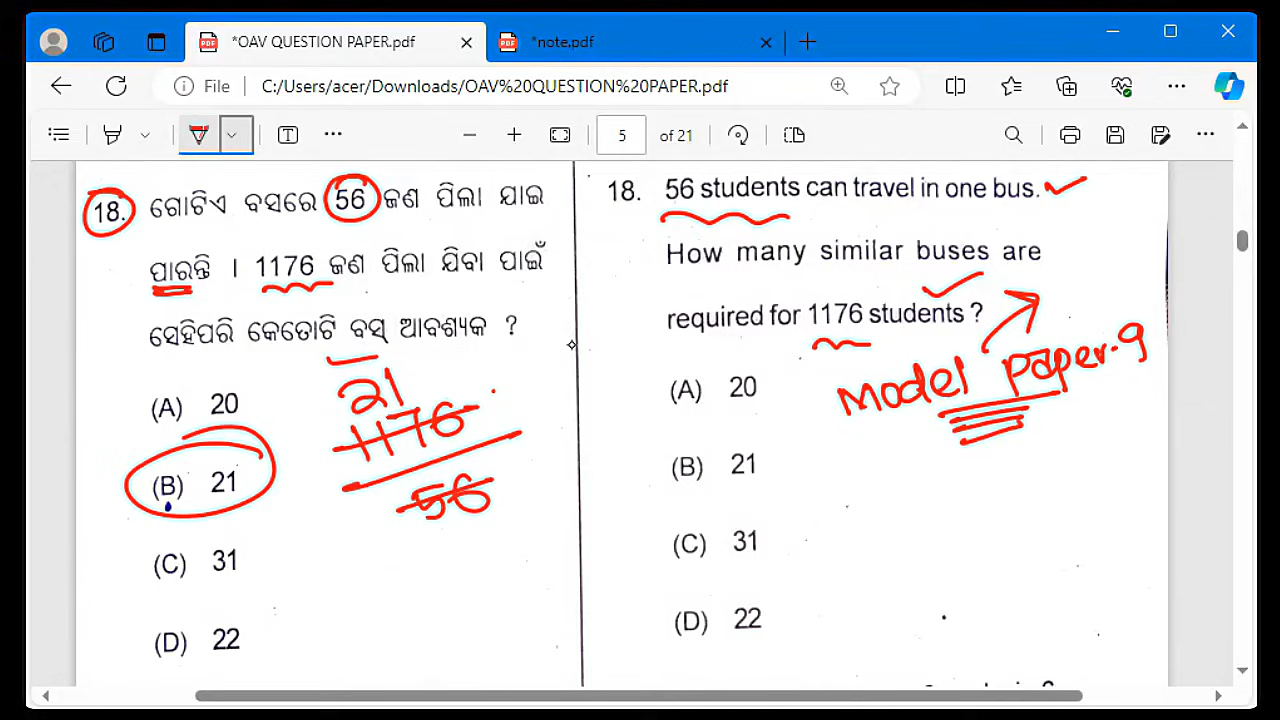 *OAV QUESTION PAPER.pdf
*note.pdf
File
C:/Users/acer/Downloads/OAV%20QUESTION%20PAPER.pdf
5 of 21
18. ଗୋଟିଏ ବସରେ 56 ଜଣ ପିଲା ଯାଇ
ପାରନ୍ତି । 1176 ଜଣ ପିଲା ଯିବା ପାଇଁ
ସେହିପରି କେତୋଟି ବସ୍ ଆବଶ୍ୟକ ?
(A) 20
(B) 21
(C) 31
(D) 22
21
1176
56
18. 56 students can travel in one bus.
How many similar buses are
required for 1176 students ?
Model Paper-9
(A) 20
(B) 21
(C) 31
(D) 22